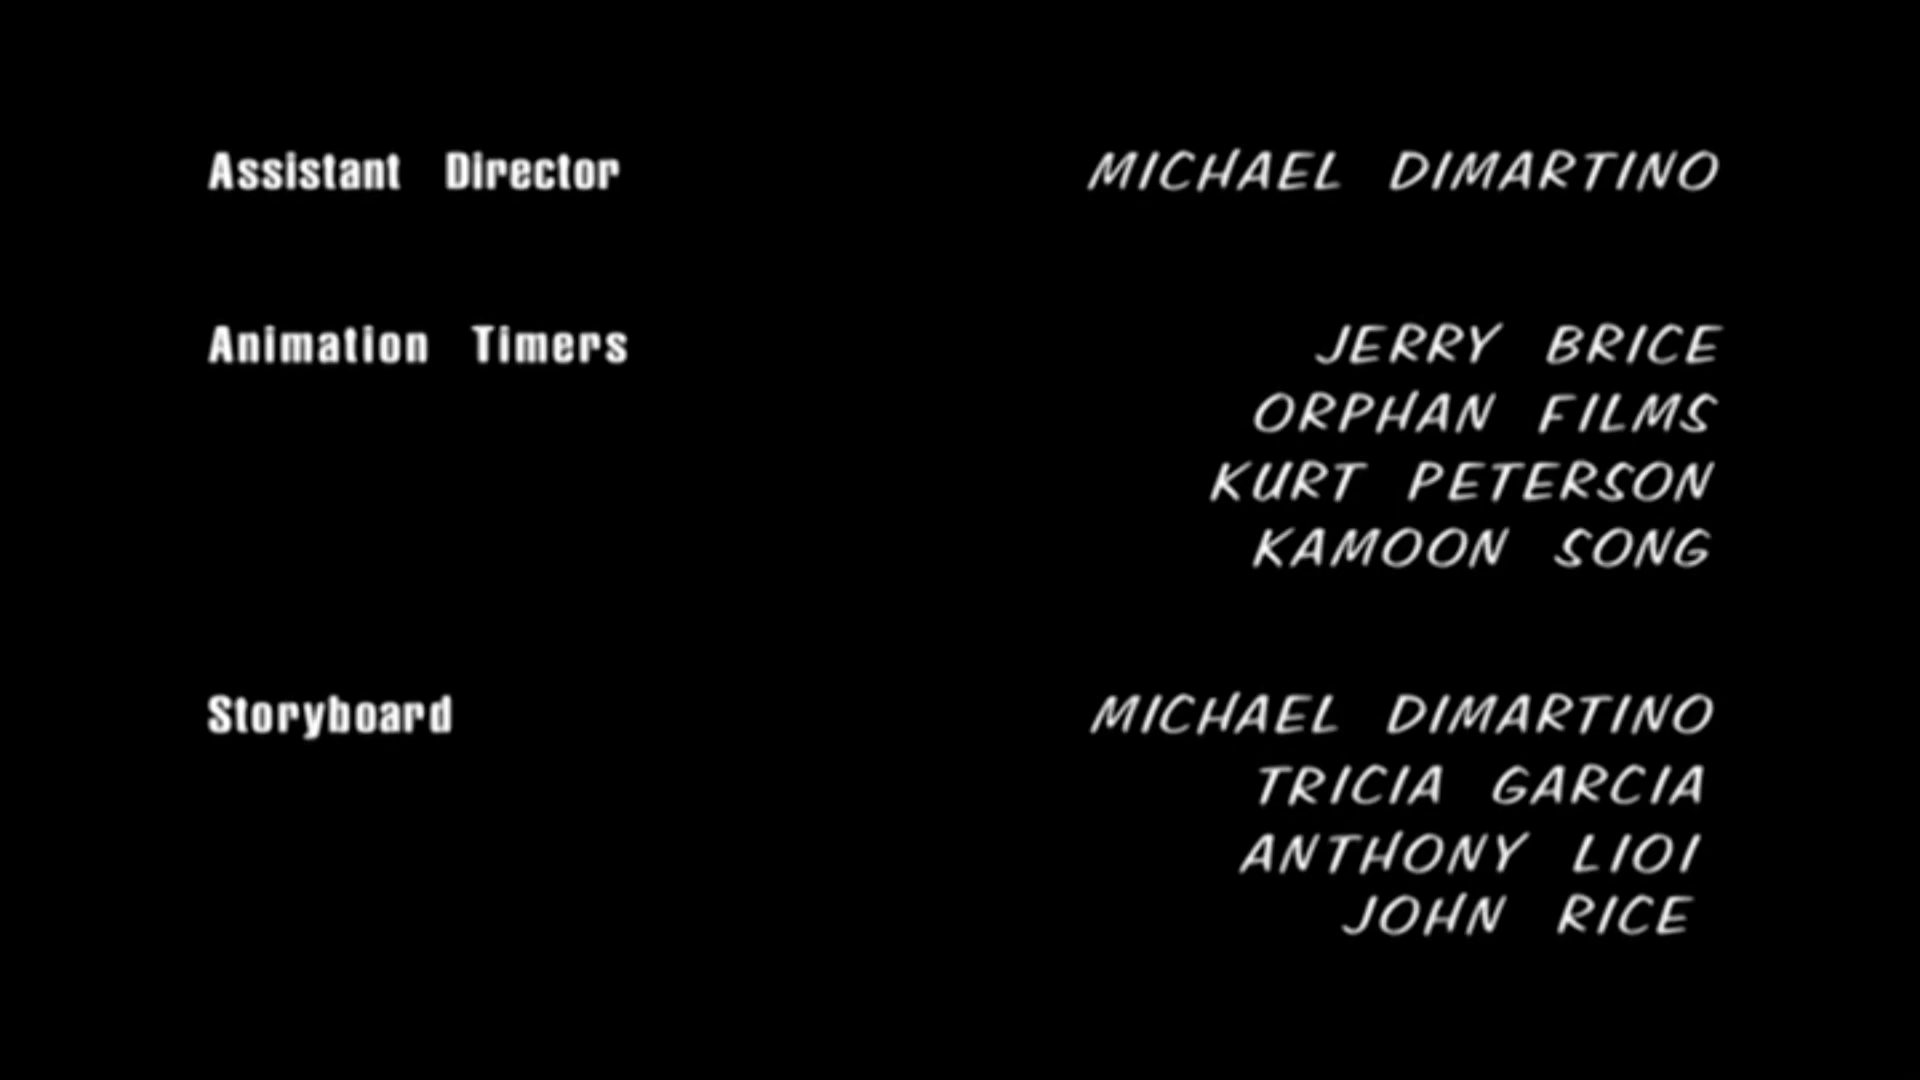 Assistant Director MICHAEL DIMARTINO
Animation Timers JERRY BRICE
ORPHAN FILMS
KURT PETERSON
KAMOON SONG
Storyboard MICHAEL DIMARTINO
TRICIA GARCIA
ANTHONY LIOI
JOHN RICE